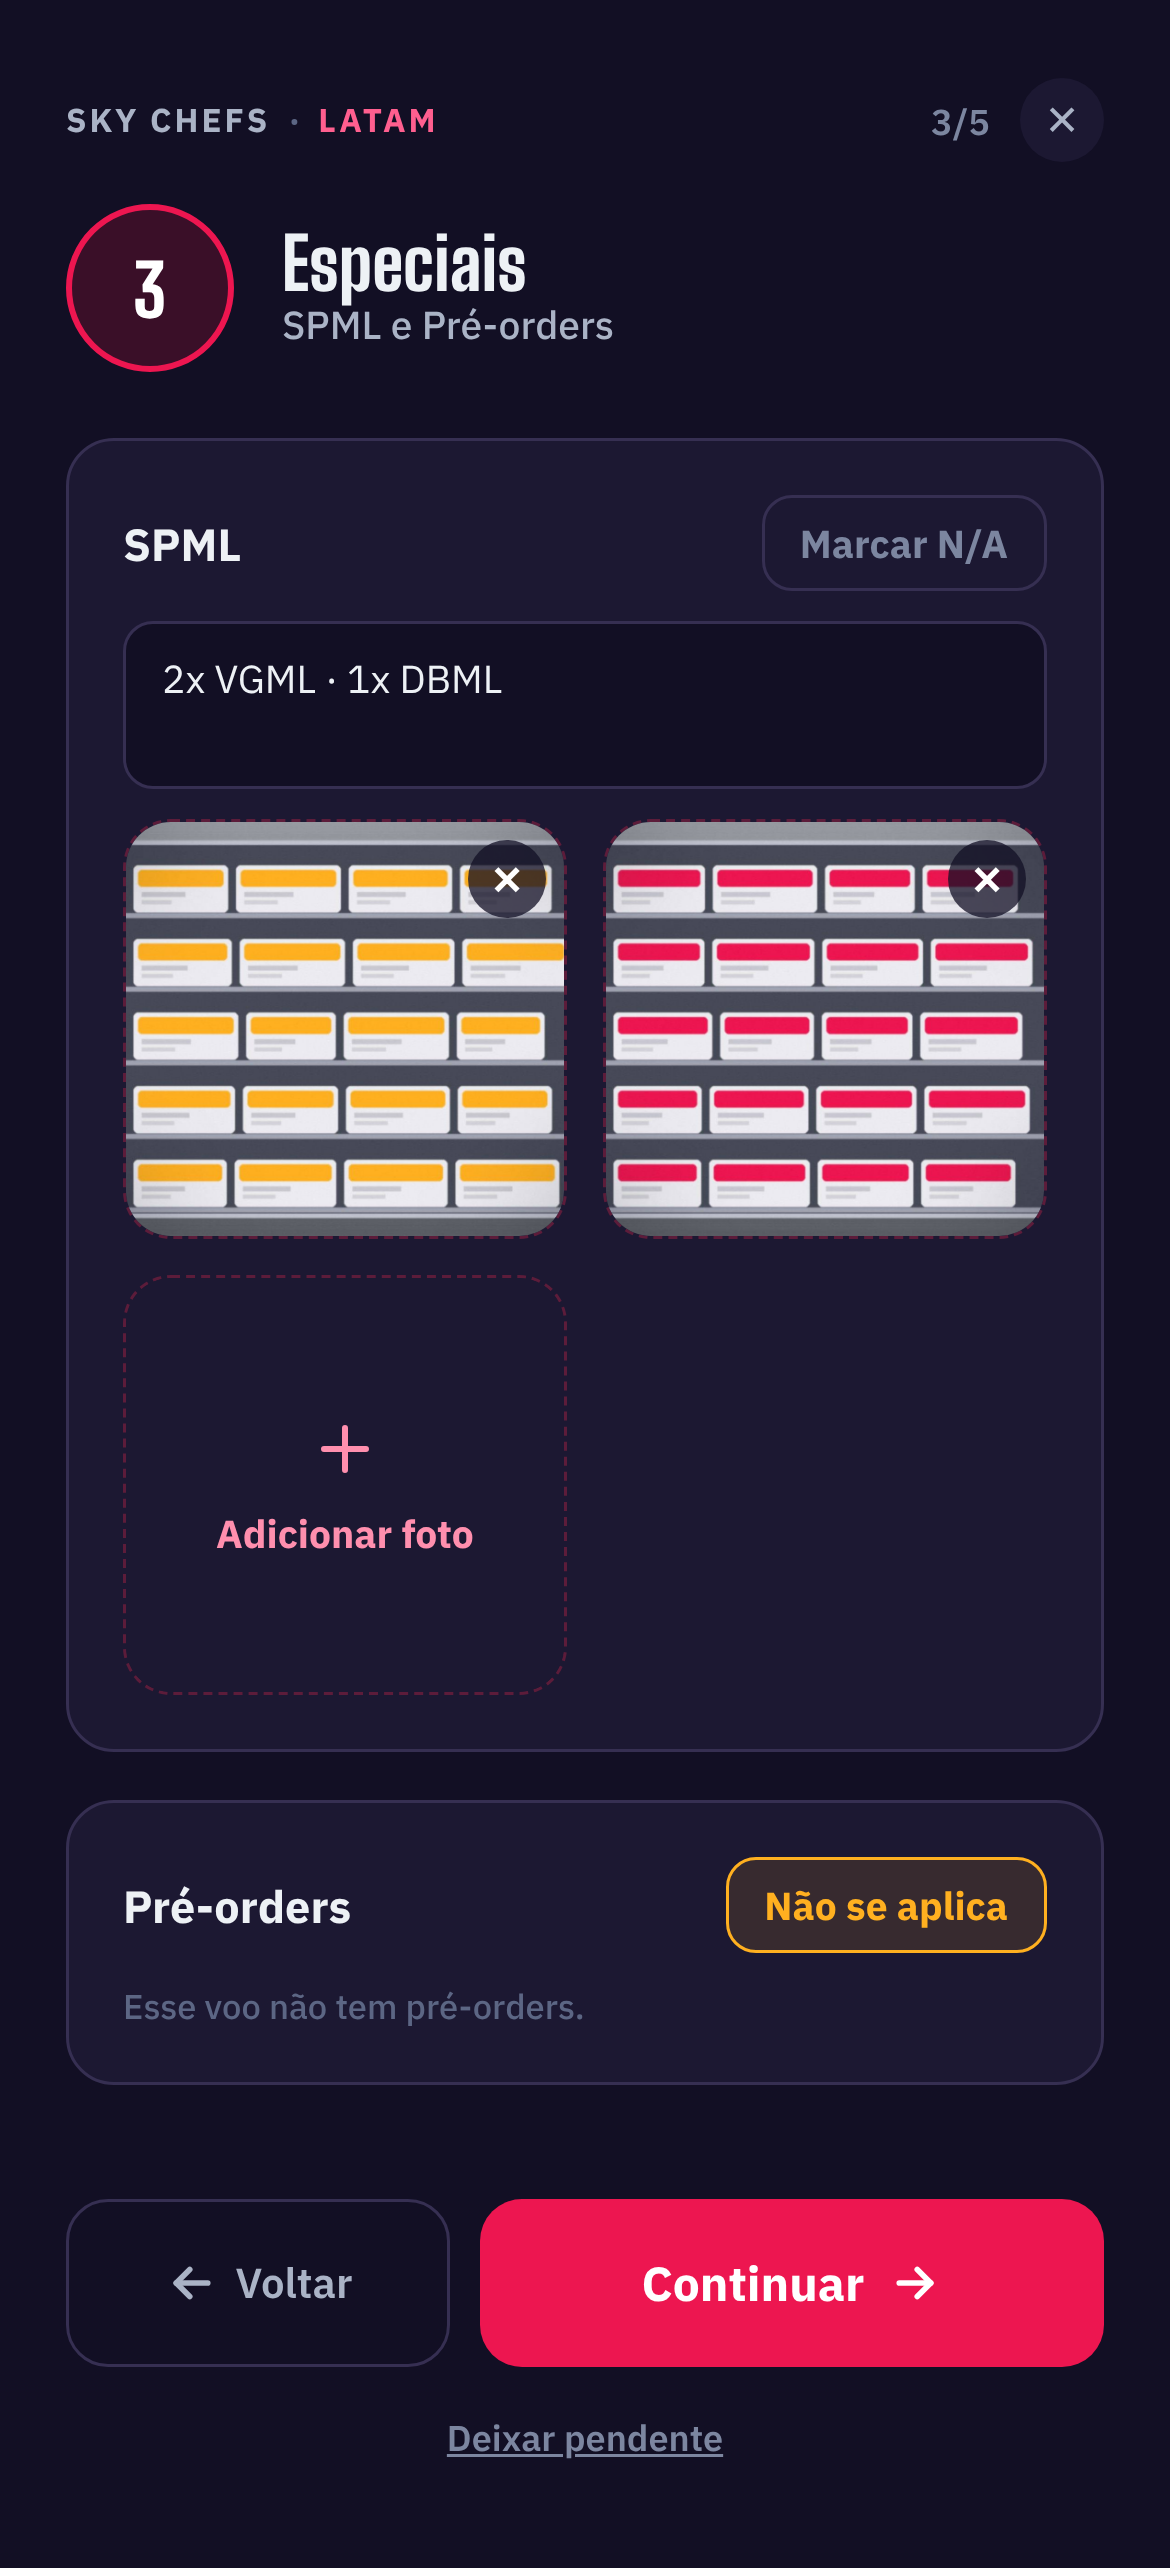 SKY CHEFS · LATAM
3/5
3
Especiais
SPML e Pré-orders
SPML
Marcar N/A
2x VGML · 1x DBML
Adicionar foto
Pré-orders
Não se aplica
Esse voo não tem pré-orders.
Voltar
Continuar
Deixar pendente